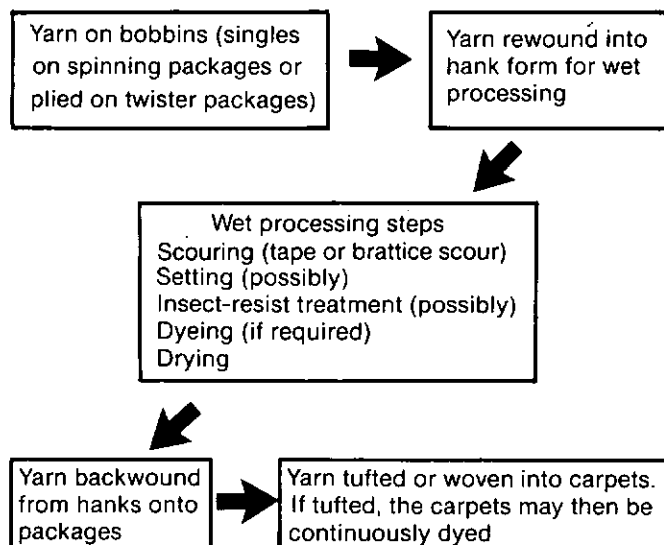 Yarn on bobbins (singles
on spinning packages or
plied on twister packages)
Yarn rewound into
hank form for wet
processing
Wet processing steps
Scouring (tape or brattice scour)
Setting (possibly)
Insect-resist treatment (possibly)
Dyeing (if required)
Drying
Yarn backwound
from hanks onto
packages
Yarn tufted or woven into carpets.
If tufted, the carpets may then be
continuously dyed